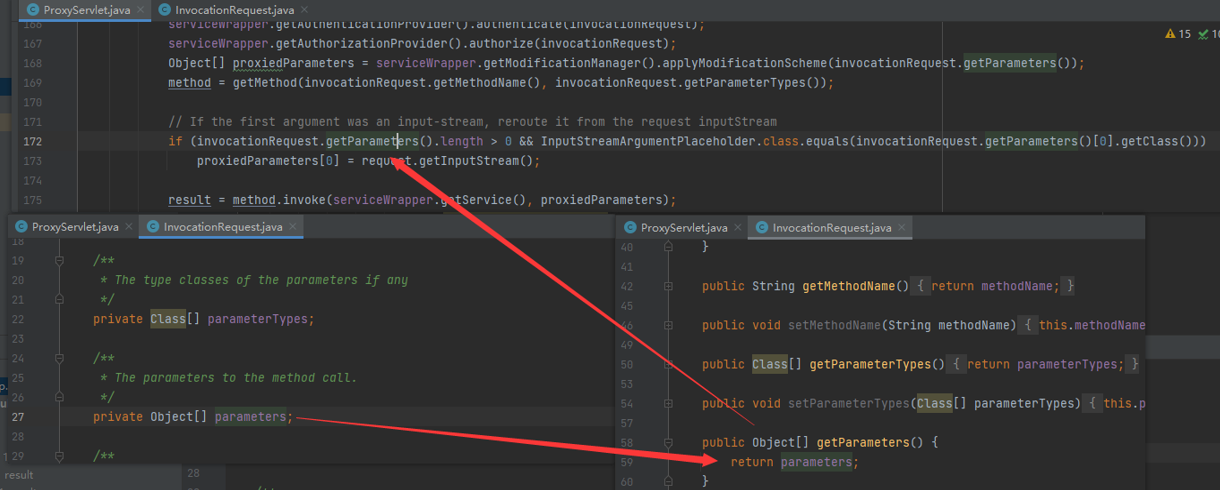 ProxyServlet.java × InvocationRequest.java ×
166 serviceWrapper.getAuthenticationProvider().authenticate(invocationRequest);
15 10
167 serviceWrapper.getAuthorizationProvider().authorize(invocationRequest);
168 Object[] proxiedParameters = serviceWrapper.getModificationManager().applyModificationScheme(invocationRequest.getParameters());
169 method = getMethod(invocationRequest.getMethodName(), invocationRequest.getParameterTypes());
170
171 // If the first argument was an input-stream, reroute it from the request inputStream
172 if (invocationRequest.getParameters().length > 0 && InputStreamArgumentPlaceholder.class.equals(invocationRequest.getParameters()[0].getClass()))
173 proxiedParameters[0] = request.getInputStream();
174
175 result = method.invoke(serviceWrapper.getService(), proxiedParameters);
ProxyServlet.java × InvocationRequest.java ×
18
19 /**
20 * The type classes of the parameters if any
21 */
22 private Class[] parameterTypes;
23
24 /**
25 * The parameters to the method call.
26 */
27 private Object[] parameters;
28
29 /**
result
28
ProxyServlet.java × InvocationRequest.java ×
40 }
41
42 public String getMethodName() { return methodName; }
45
46 public void setMethodName(String methodName) { this.methodName
49
50 public Class[] getParameterTypes() { return parameterTypes; }
53
54 public void setParameterTypes(Class[] parameterTypes) { this.p
57
58 public Object[] getParameters() {
59 return parameters;
60 }